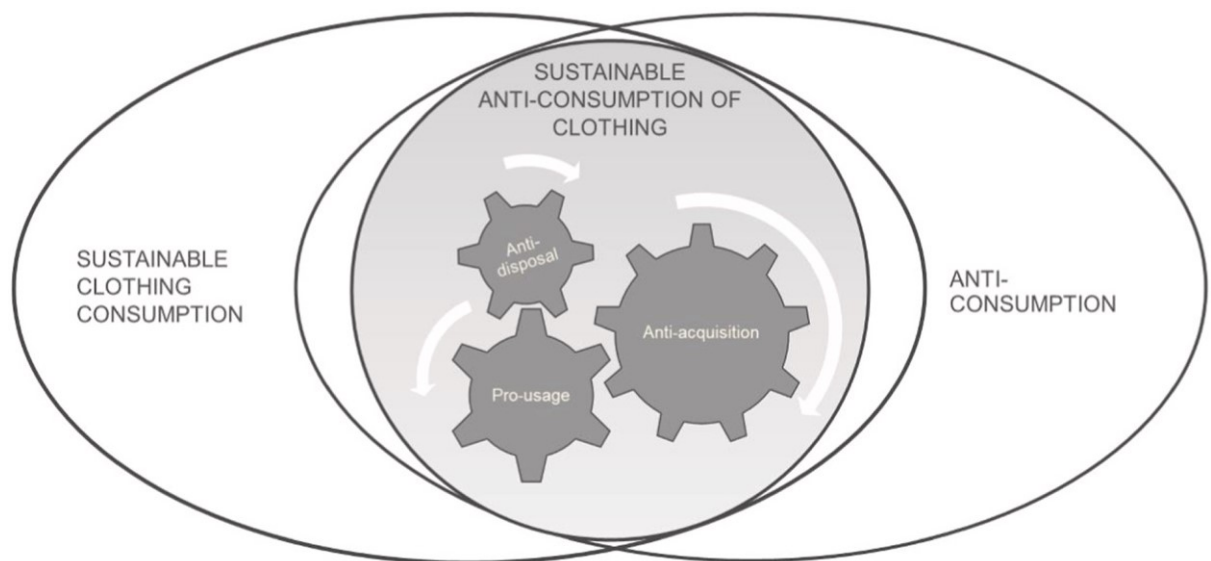 SUSTAINABLE
ANTI-CONSUMPTION OF
CLOTHING
SUSTAINABLE
CLOTHING
CONSUMPTION
Anti-
disposal
Pro-usage
Anti-acquisition
ANTI-
CONSUMPTION